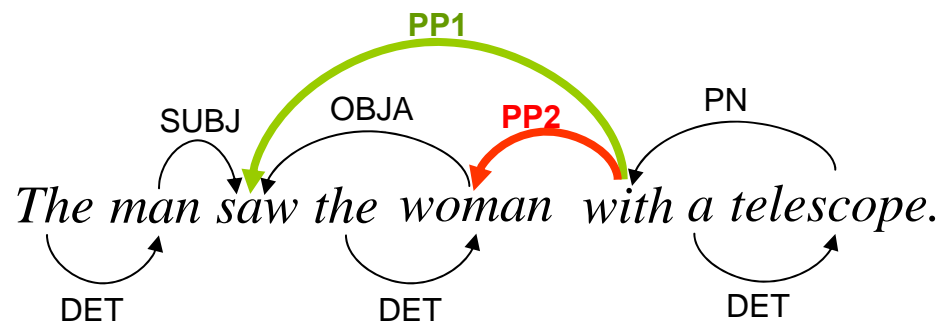 PP1
SUBJ OBJA PP2 PN
The man saw the woman with a telescope.
DET DET DET